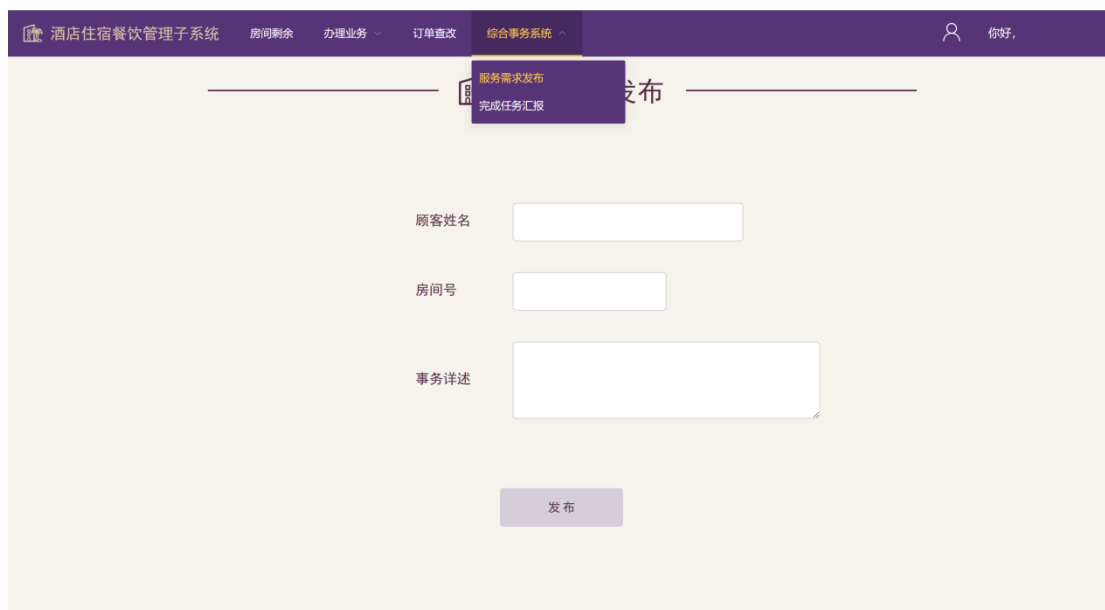 酒店住宿餐饮管理子系统 房间剩余 办理业务 订单查改 综合事务系统 你好,
服务需求发布
发布
完成任务汇报
顾客姓名
房间号
事务详述
发布